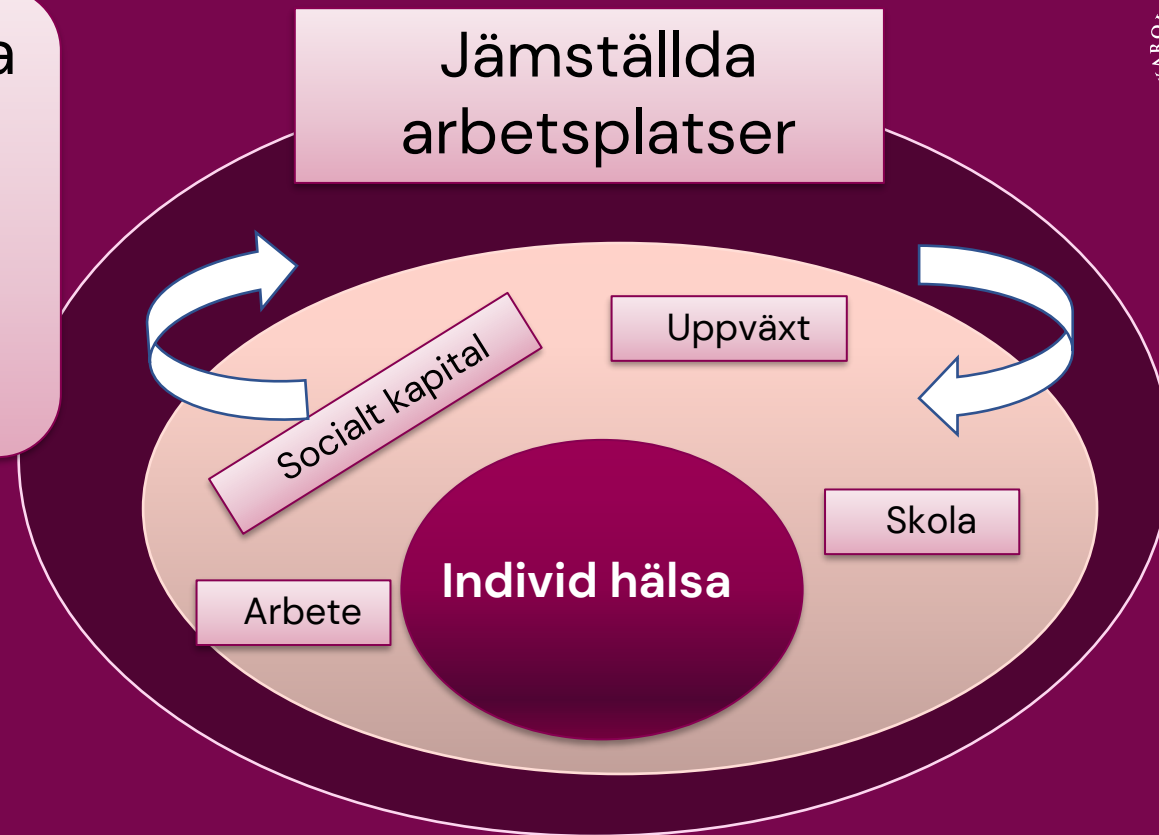 Jämställda
arbetsplatser
Uppväxt
Socialt kapital
Skola
Individ hälsa
Arbete